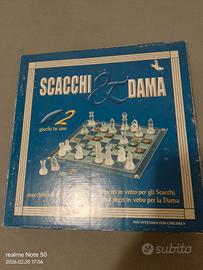 SCACCHI & DAMA
2
giuochi in uno
pezzi in vetro per gli Scacchi
pezzi in vetro per la Dama
NOT INTENDED FOR CHILDREN
realme Note 50
2026.02.28 17:06
subito